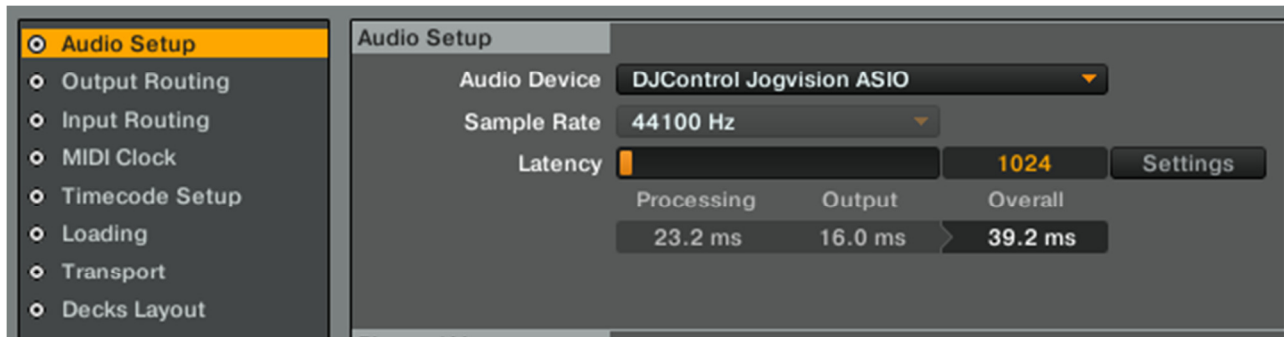 Audio Setup
Output Routing
Input Routing
MIDI Clock
Timecode Setup
Loading
Transport
Decks Layout
Audio Setup
Audio Device DJControl Jogvision ASIO
Sample Rate 44100 Hz
Latency 1024 Settings
Processing Output Overall
23.2 ms 16.0 ms 39.2 ms